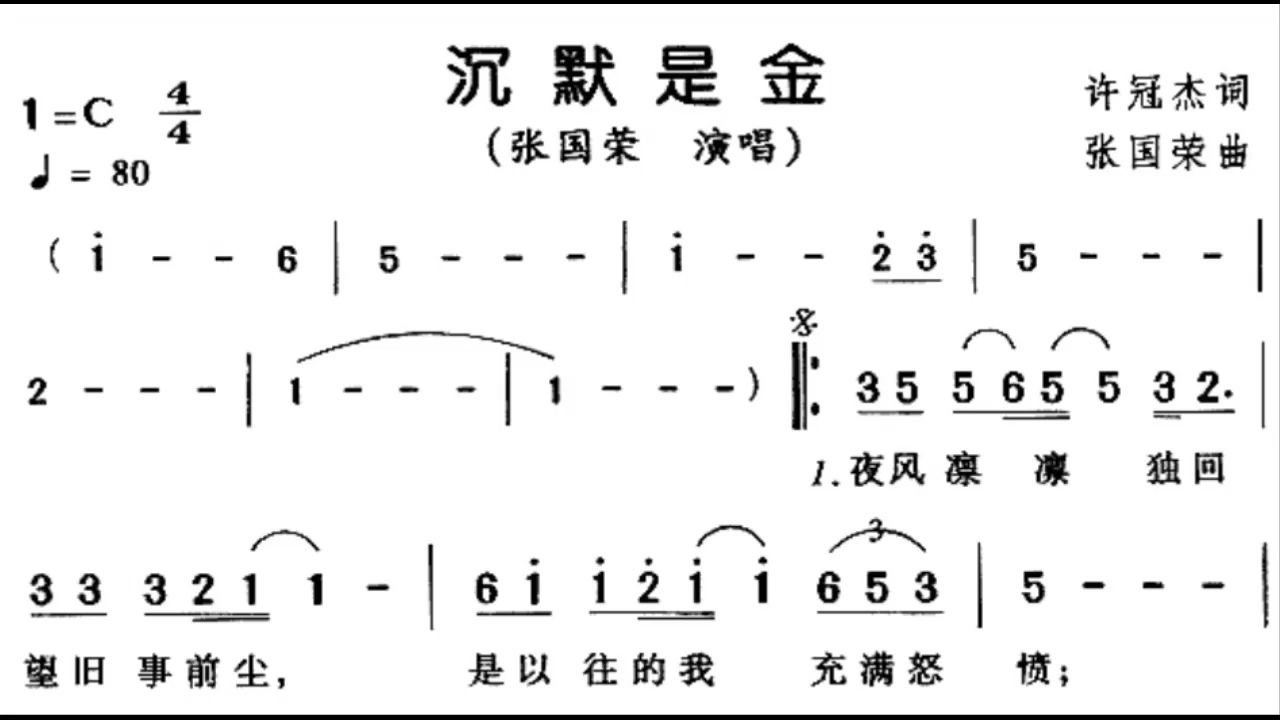 沉默是金
1=C 4/4
许冠杰词
(张国荣 演唱)
张国荣曲
♩= 80
( i̇ - - 6 | 5 - - - | i̇ - - 2̇ 3̇ | 5 - - - |
2 - - - | 1 - - - | 1 - - - ) 𝄋 ‖: 3 5 5 6 5 5 3 2. |
1.夜风凛 凛 独回
3 3 3 2 1 1 - | 6 i̇ i̇ 2̇ i̇ i̇ 3 6 5 3 | 5 - - - |
望旧 事前尘, 是以 往的我 充满怒 愤;